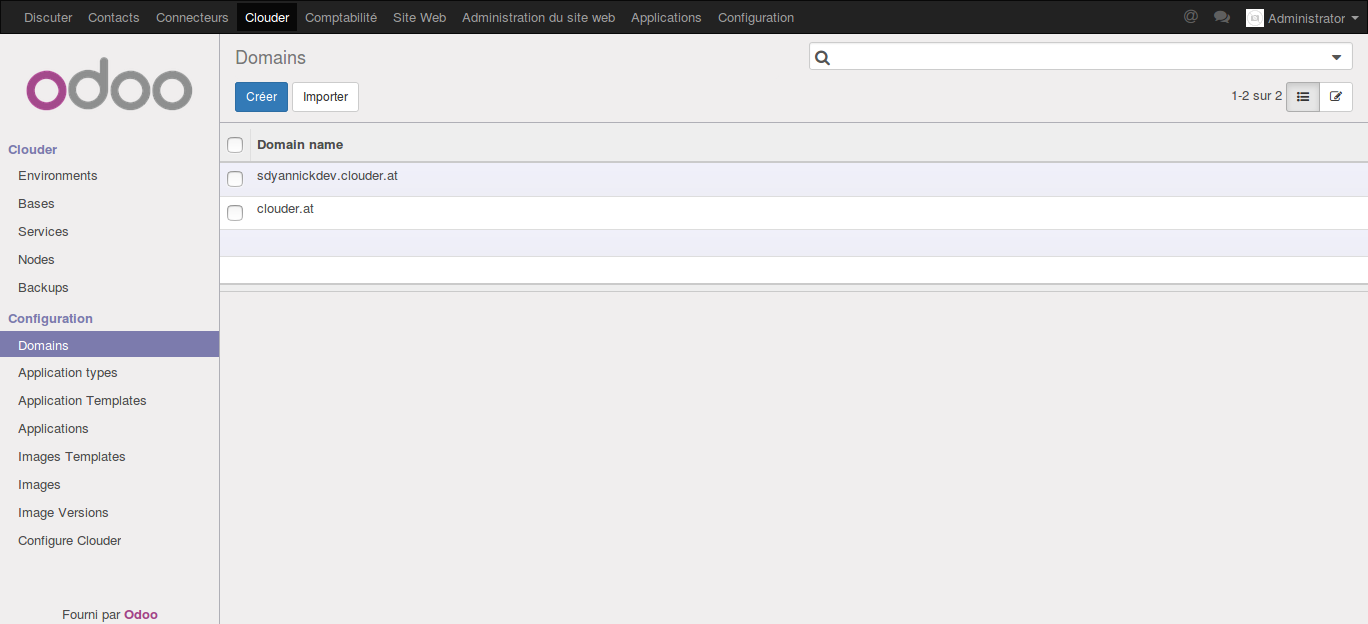 Discuter Contacts Connecteurs Clouder Comptabilité Site Web Administration du site web Applications Configuration @ Administrator
odoo
Clouder
Environments
Bases
Services
Nodes
Backups
Configuration
Domains
Application types
Application Templates
Applications
Images Templates
Images
Image Versions
Configure Clouder
Fourni par Odoo
Domains
Créer Importer 1-2 sur 2
Domain name
sdyannickdev.clouder.at
clouder.at